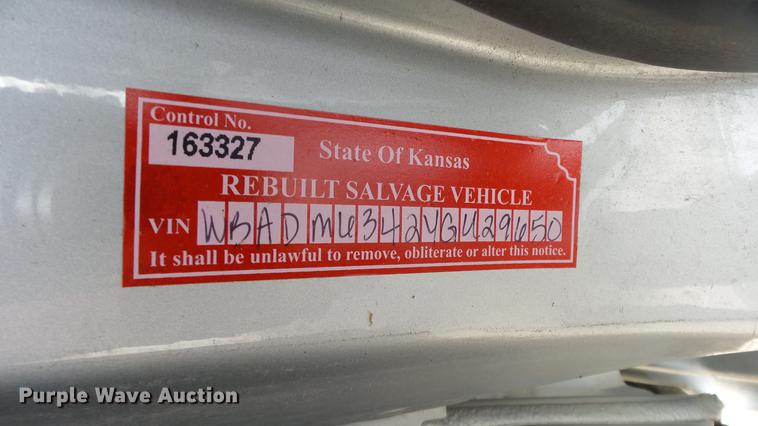 Control No.
163327
State Of Kansas
REBUILT SALVAGE VEHICLE
VIN WBADM6342YGU29650
It shall be unlawful to remove, obliterate or alter this notice.
Purple Wave Auction